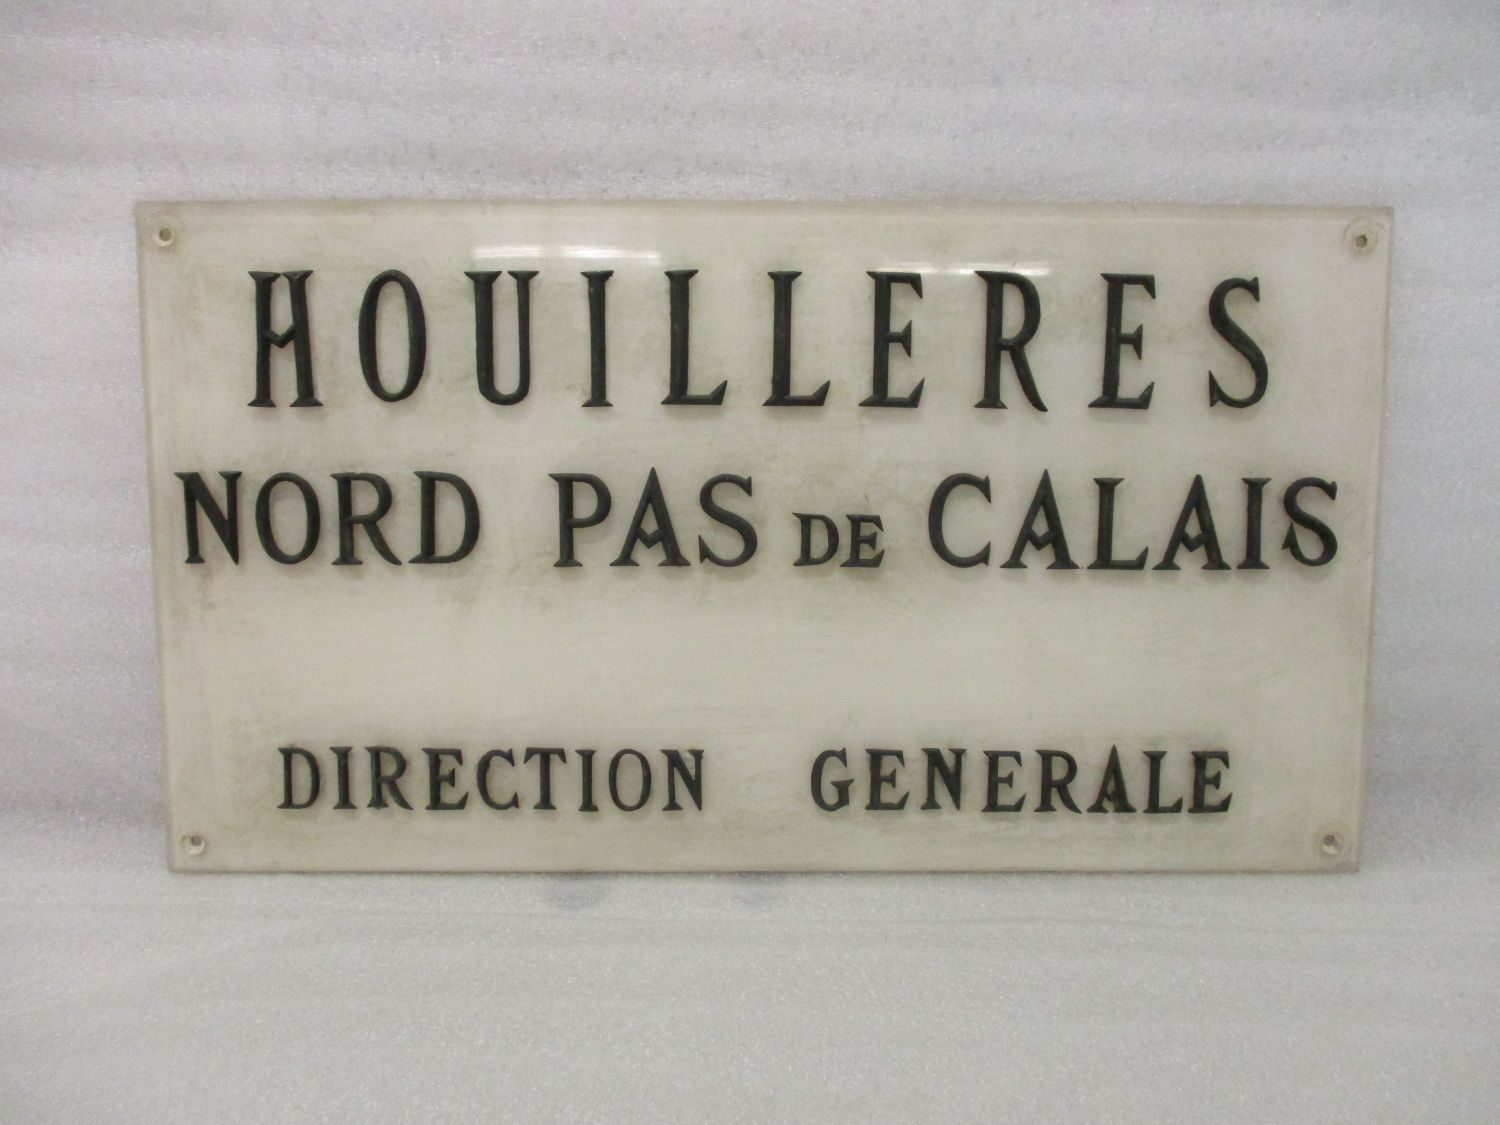 HOUILLERES
NORD PAS DE CALAIS
DIRECTION GENERALE